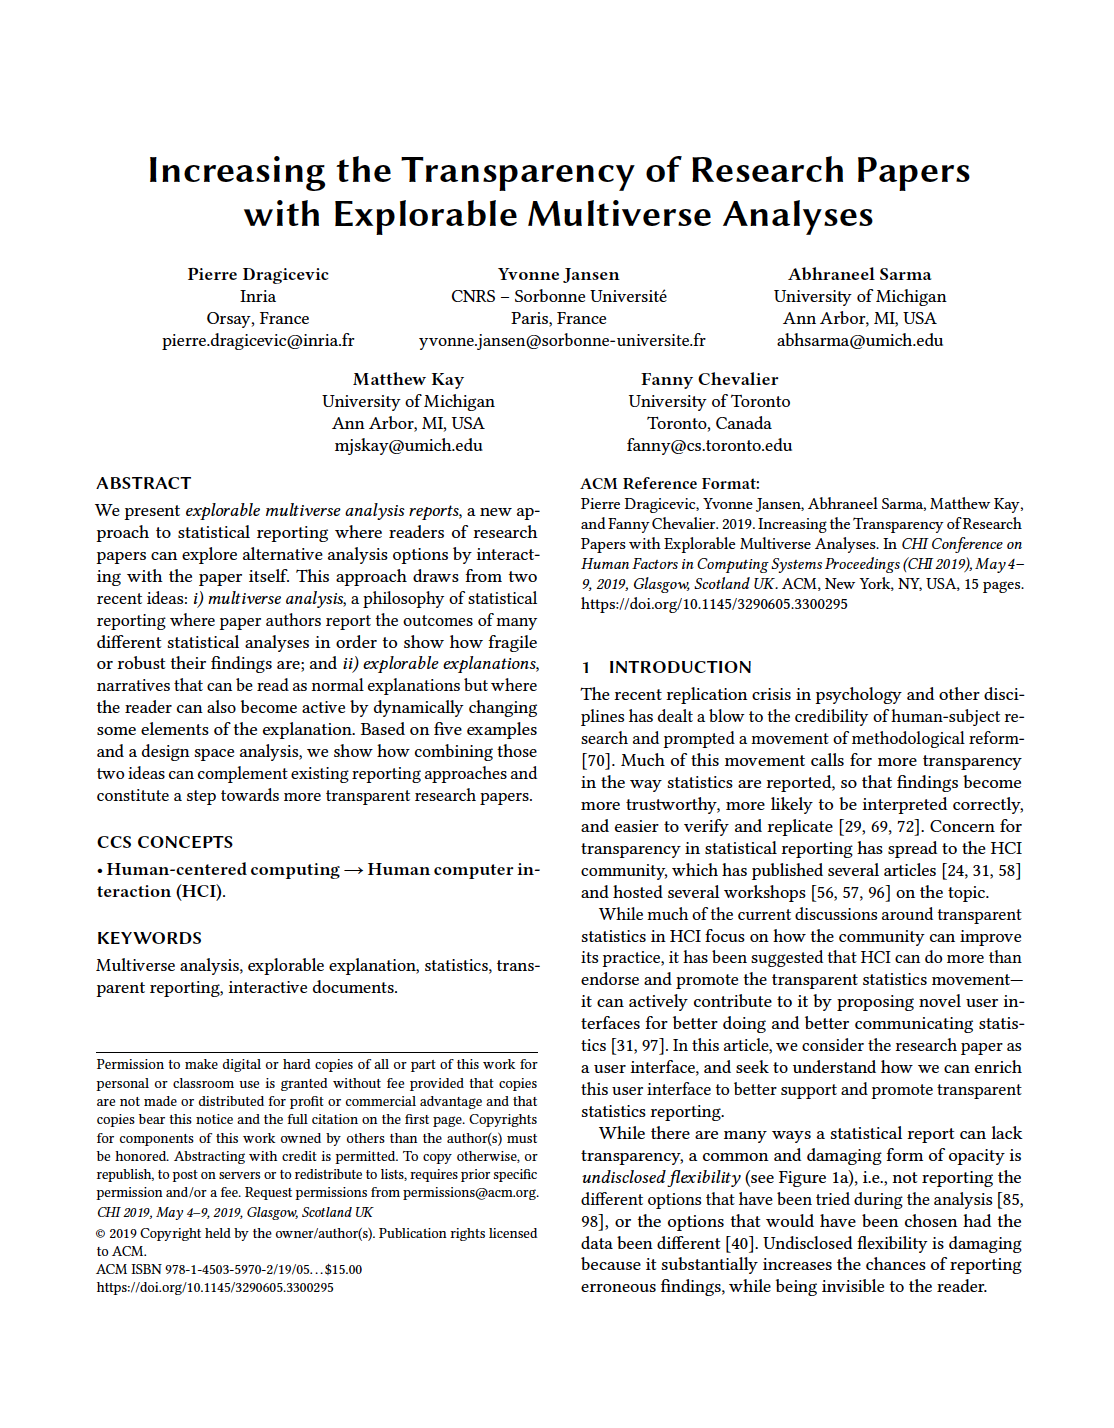 Increasing the Transparency of Research Papers
with Explorable Multiverse Analyses
Pierre Dragicevic
Inria
Orsay, France
pierre.dragicevic@inria.fr
Yvonne Jansen
CNRS – Sorbonne Université
Paris, France
yvonne.jansen@sorbonne-universite.fr
Abhraneel Sarma
University of Michigan
Ann Arbor, MI, USA
abhsarma@umich.edu
Matthew Kay
University of Michigan
Ann Arbor, MI, USA
mjskay@umich.edu
Fanny Chevalier
University of Toronto
Toronto, Canada
fanny@cs.toronto.edu
ABSTRACT
We present explorable multiverse analysis reports, a new ap-
proach to statistical reporting where readers of research
papers can explore alternative analysis options by interact-
ing with the paper itself. This approach draws from two
recent ideas: i) multiverse analysis, a philosophy of statistical
reporting where paper authors report the outcomes of many
different statistical analyses in order to show how fragile
or robust their findings are; and ii) explorable explanations,
narratives that can be read as normal explanations but where
the reader can also become active by dynamically changing
some elements of the explanation. Based on five examples
and a design space analysis, we show how combining those
two ideas can complement existing reporting approaches and
constitute a step towards more transparent research papers.
CCS CONCEPTS
• Human-centered computing → Human computer in-
teraction (HCI).
KEYWORDS
Multiverse analysis, explorable explanation, statistics, trans-
parent reporting, interactive documents.
Permission to make digital or hard copies of all or part of this work for
personal or classroom use is granted without fee provided that copies
are not made or distributed for profit or commercial advantage and that
copies bear this notice and the full citation on the first page. Copyrights
for components of this work owned by others than the author(s) must
be honored. Abstracting with credit is permitted. To copy otherwise, or
republish, to post on servers or to redistribute to lists, requires prior specific
permission and/or a fee. Request permissions from permissions@acm.org.
CHI 2019, May 4–9, 2019, Glasgow, Scotland UK
© 2019 Copyright held by the owner/author(s). Publication rights licensed
to ACM.
ACM ISBN 978-1-4503-5970-2/19/05...$15.00
https://doi.org/10.1145/3290605.3300295
ACM Reference Format:
Pierre Dragicevic, Yvonne Jansen, Abhraneel Sarma, Matthew Kay,
and Fanny Chevalier. 2019. Increasing the Transparency of Research
Papers with Explorable Multiverse Analyses. In CHI Conference on
Human Factors in Computing Systems Proceedings (CHI 2019), May 4–
9, 2019, Glasgow, Scotland UK. ACM, New York, NY, USA, 15 pages.
https://doi.org/10.1145/3290605.3300295
1 INTRODUCTION
The recent replication crisis in psychology and other disci-
plines has dealt a blow to the credibility of human-subject re-
search and prompted a movement of methodological reform-
[70]. Much of this movement calls for more transparency
in the way statistics are reported, so that findings become
more trustworthy, more likely to be interpreted correctly,
and easier to verify and replicate [29, 69, 72]. Concern for
transparency in statistical reporting has spread to the HCI
community, which has published several articles [24, 31, 58]
and hosted several workshops [56, 57, 96] on the topic.
While much of the current discussions around transparent
statistics in HCI focus on how the community can improve
its practice, it has been suggested that HCI can do more than
endorse and promote the transparent statistics movement—
it can actively contribute to it by proposing novel user in-
terfaces for better doing and better communicating statis-
tics [31, 97]. In this article, we consider the research paper as
a user interface, and seek to understand how we can enrich
this user interface to better support and promote transparent
statistics reporting.
While there are many ways a statistical report can lack
transparency, a common and damaging form of opacity is
undisclosed flexibility (see Figure 1a), i.e., not reporting the
different options that have been tried during the analysis [85,
98], or the options that would have been chosen had the
data been different [40]. Undisclosed flexibility is damaging
because it substantially increases the chances of reporting
erroneous findings, while being invisible to the reader.